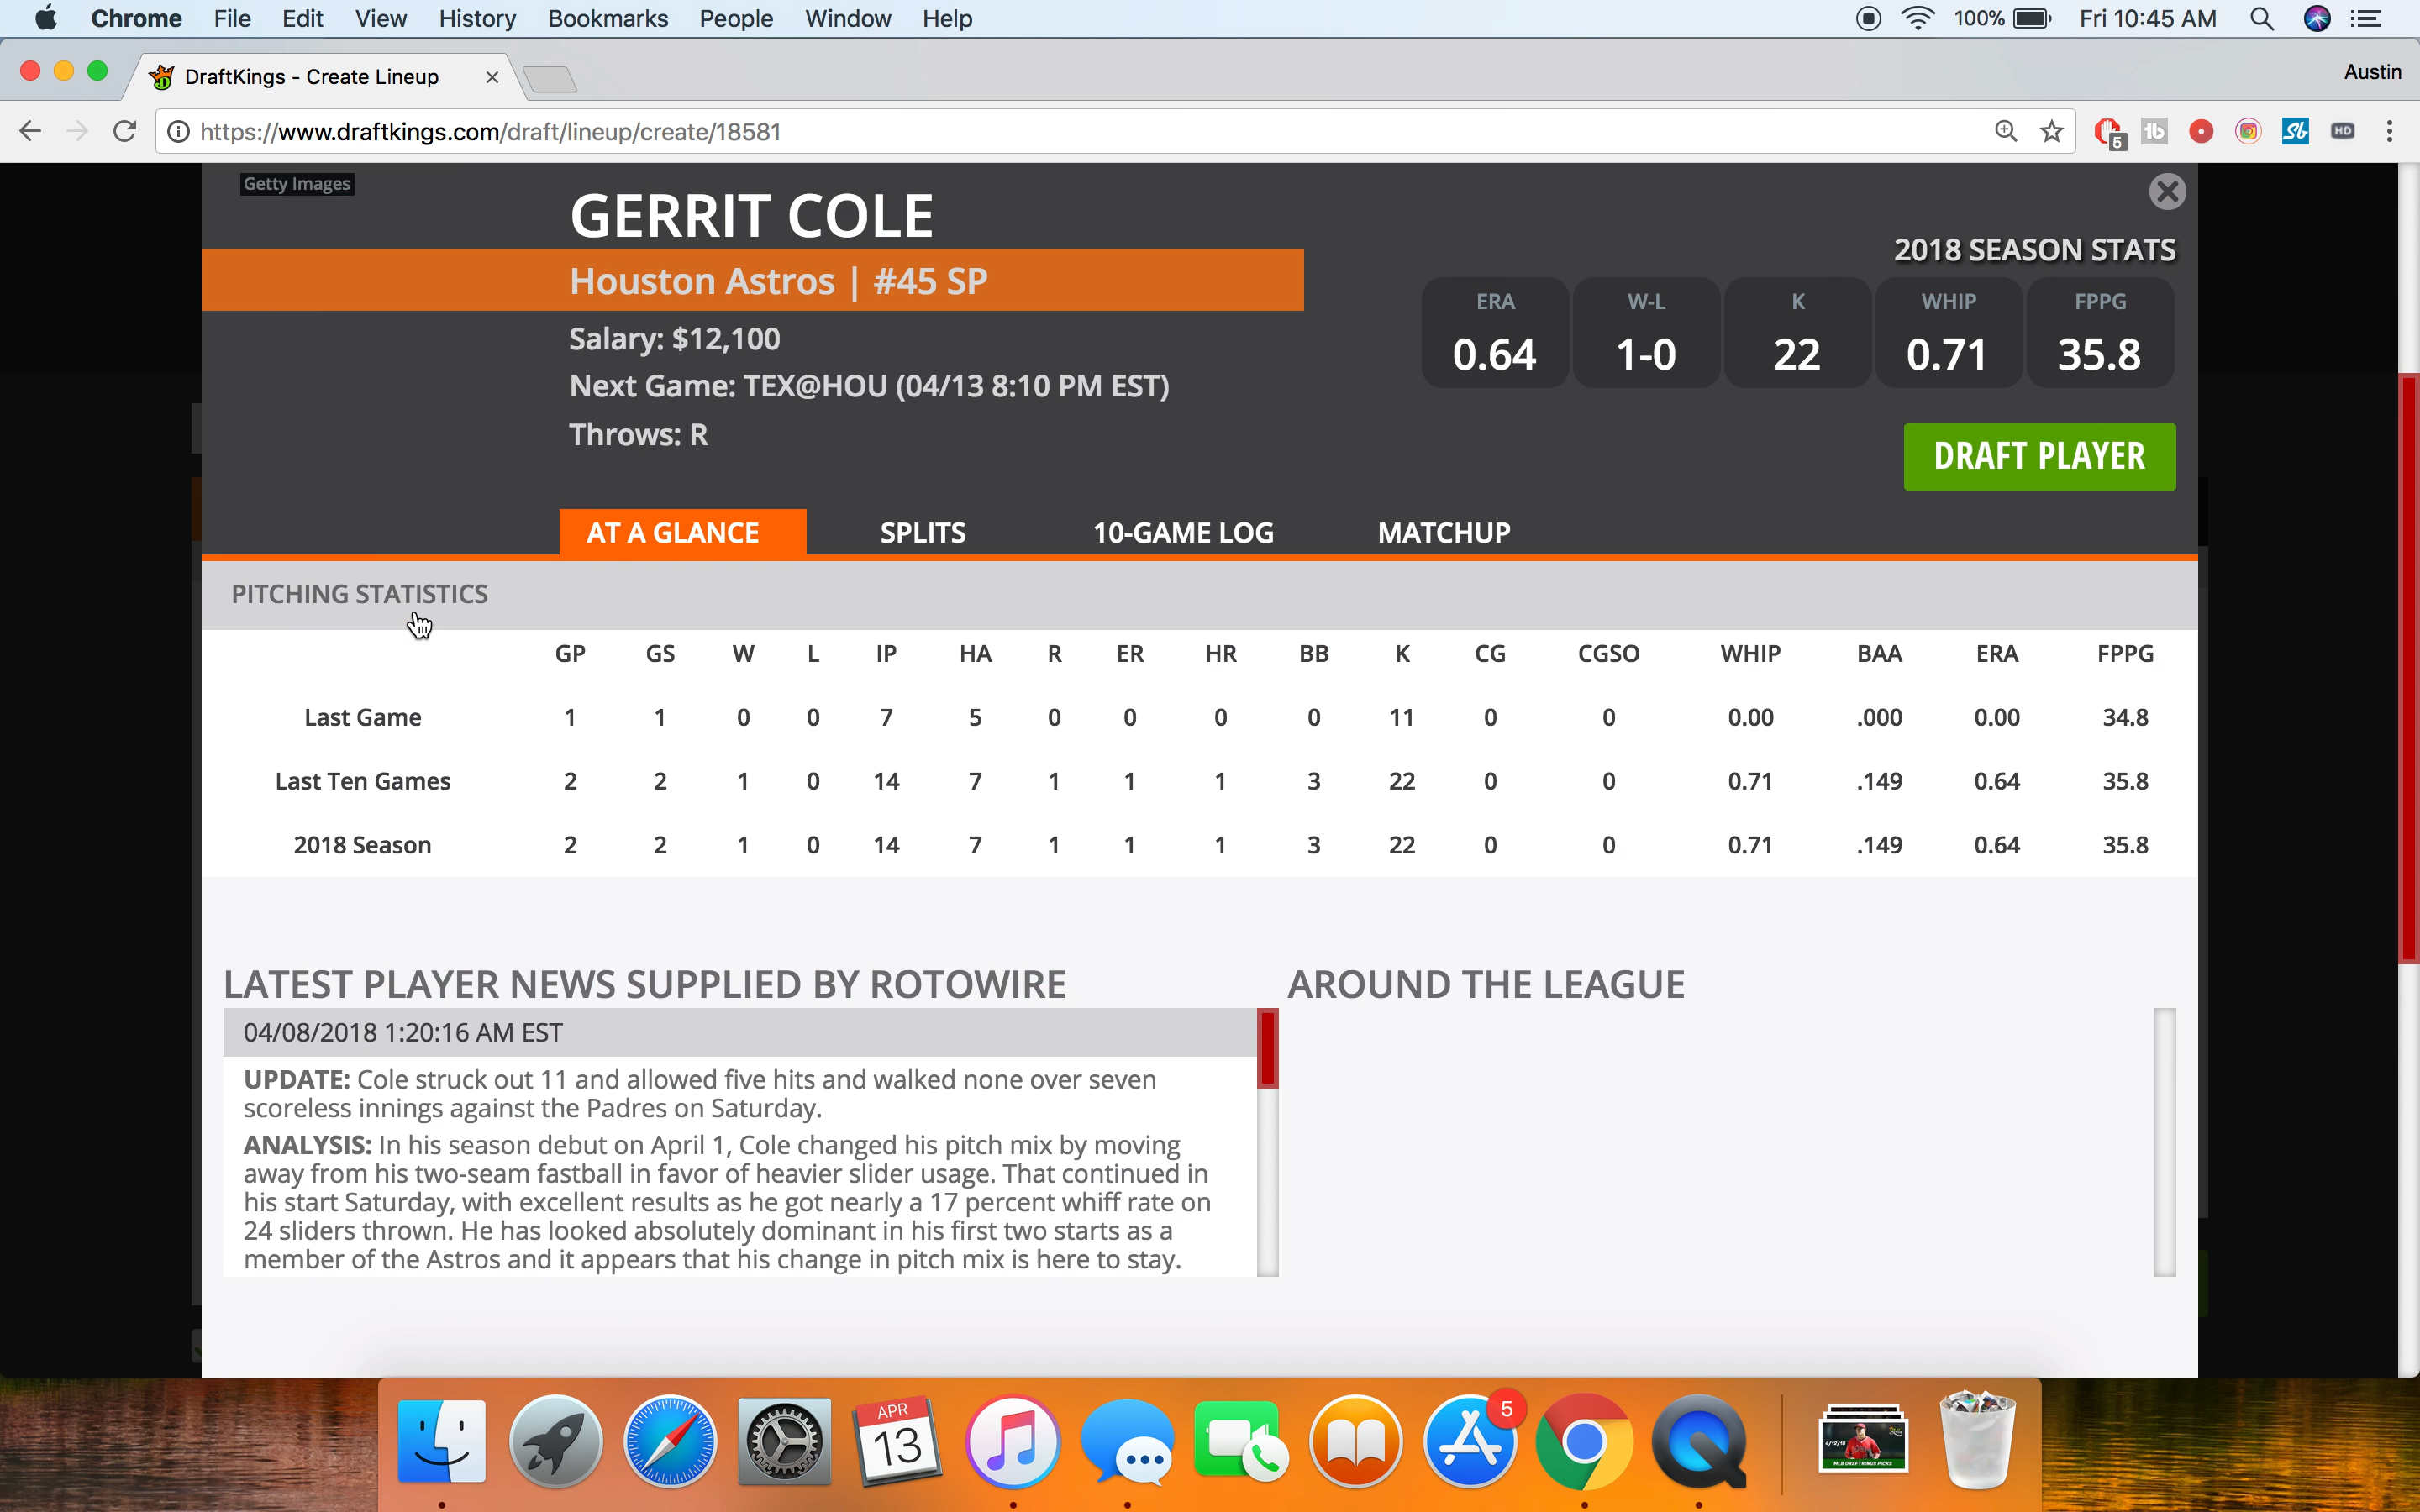 Chrome File Edit View History Bookmarks People Window Help 100% Fri 10:45 AM
DraftKings - Create Lineup Austin
https://www.draftkings.com/draft/lineup/create/18581 5 tb Sb HD
Getty Images
GERRIT COLE
Houston Astros | #45 SP
Salary: $12,100
Next Game: TEX@HOU (04/13 8:10 PM EST)
Throws: R
2018 SEASON STATS
ERA W-L K WHIP FPPG
0.64 1-0 22 0.71 35.8
DRAFT PLAYER
AT A GLANCE SPLITS 10-GAME LOG MATCHUP
PITCHING STATISTICS
GP GS W L IP HA R ER HR BB K CG CGSO WHIP BAA ERA FPPG
Last Game 1 1 0 0 7 5 0 0 0 0 11 0 0 0.00 .000 0.00 34.8
Last Ten Games 2 2 1 0 14 7 1 1 1 3 22 0 0 0.71 .149 0.64 35.8
2018 Season 2 2 1 0 14 7 1 1 1 3 22 0 0 0.71 .149 0.64 35.8
LATEST PLAYER NEWS SUPPLIED BY ROTOWIRE
04/08/2018 1:20:16 AM EST
UPDATE: Cole struck out 11 and allowed five hits and walked none over seven
scoreless innings against the Padres on Saturday.
ANALYSIS: In his season debut on April 1, Cole changed his pitch mix by moving
away from his two-seam fastball in favor of heavier slider usage. That continued in
his start Saturday, with excellent results as he got nearly a 17 percent whiff rate on
24 sliders thrown. He has looked absolutely dominant in his first two starts as a
member of the Astros and it appears that his change in pitch mix is here to stay.
AROUND THE LEAGUE
APR
13
5
4/13/18
MLB DRAFTKINGS PICKS